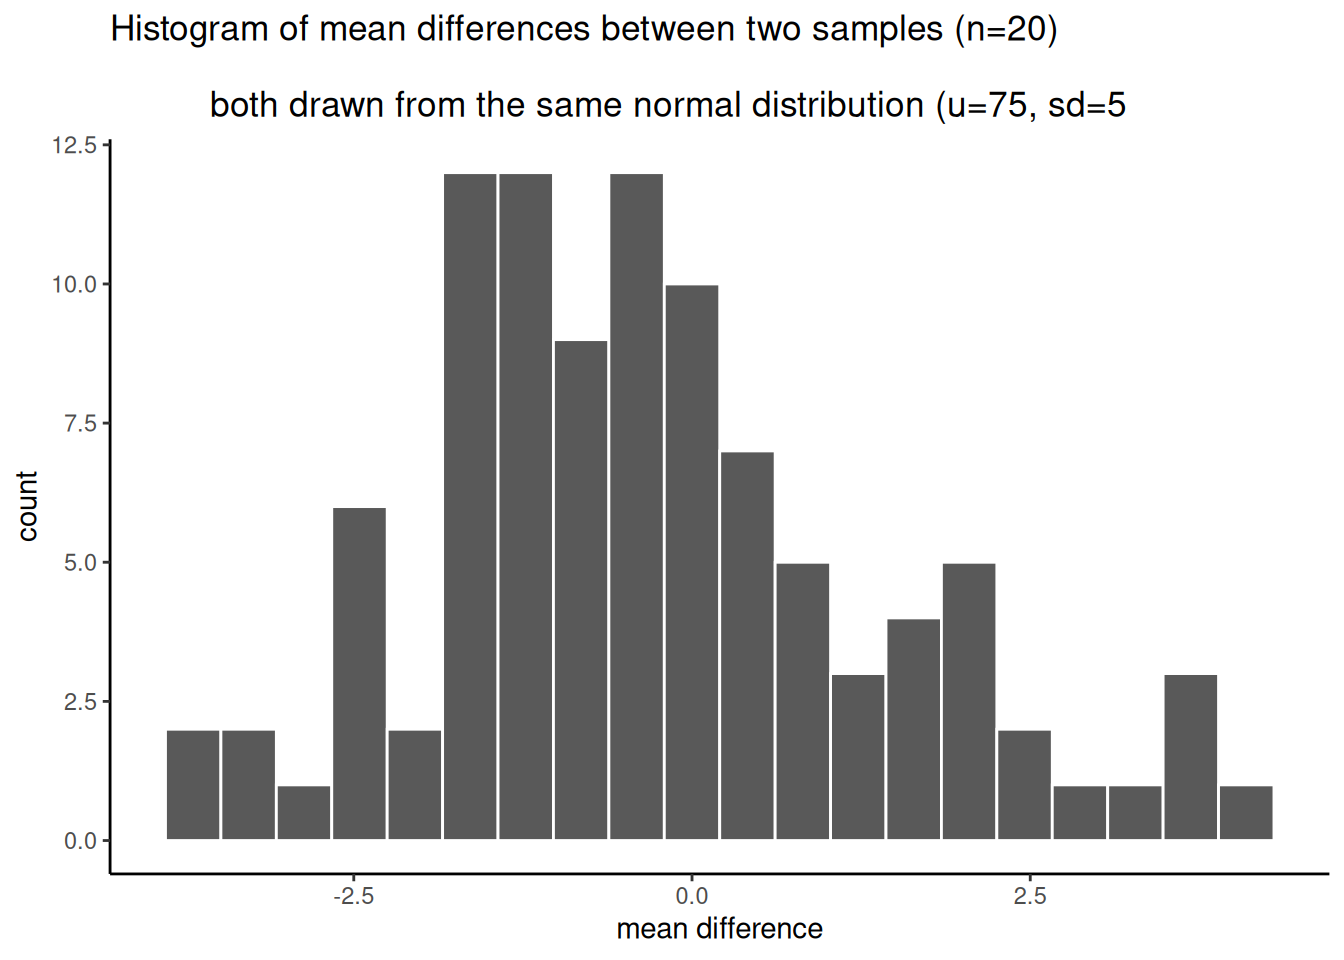 Histogram of mean differences between two samples (n=20)
both drawn from the same normal distribution (u=75, sd=5
12.5
10.0
7.5
5.0
2.5
0.0
count
-2.5
0.0
2.5
mean difference